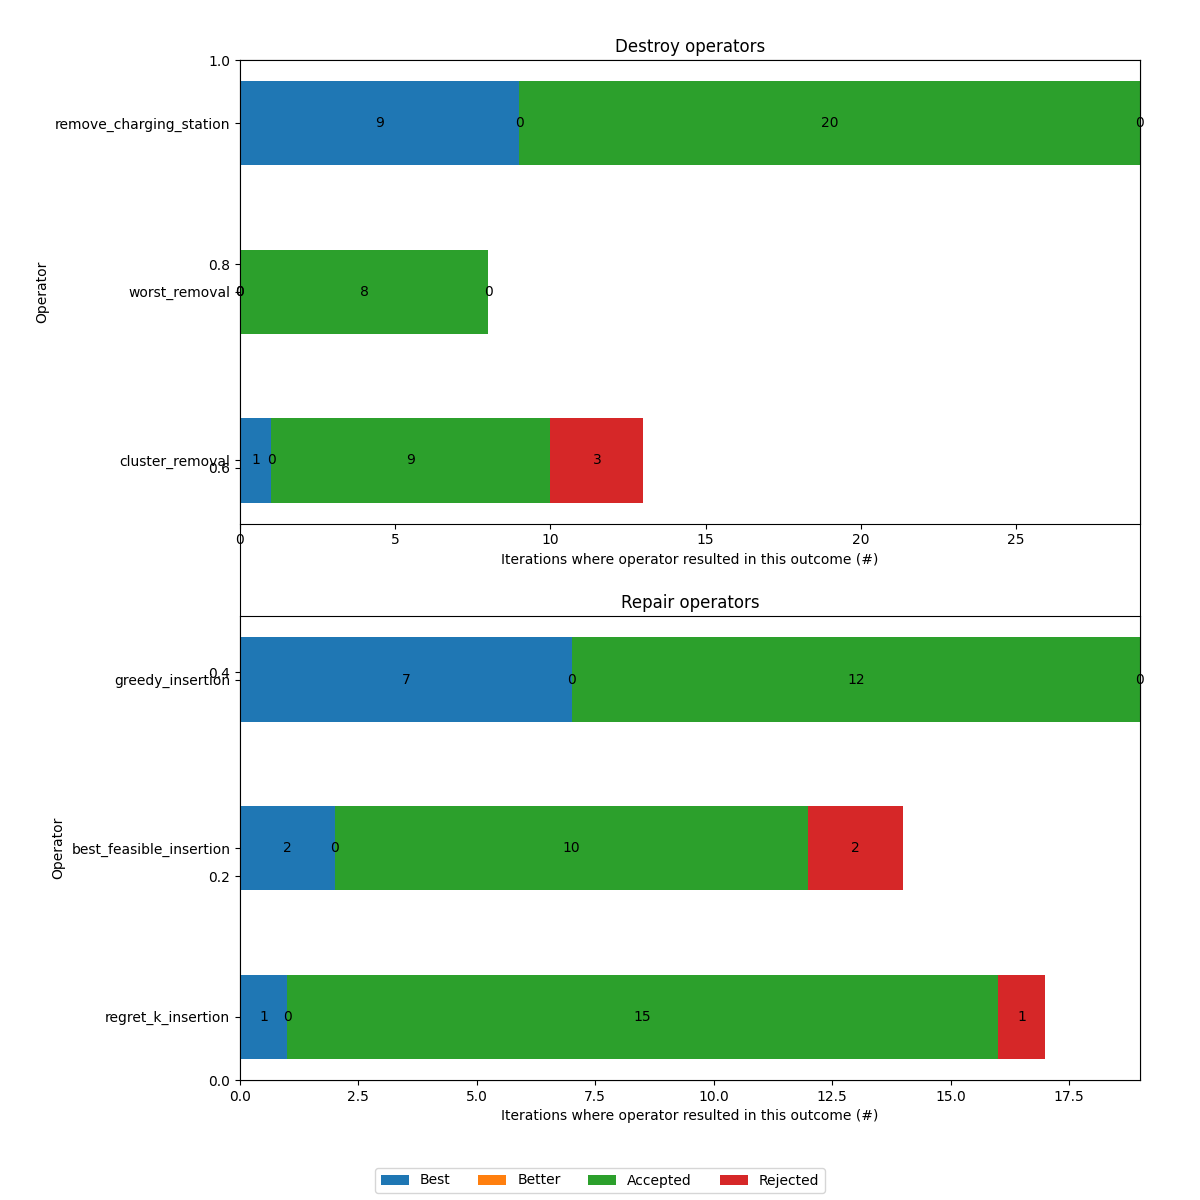 Destroy operators
1.0
remove_charging_station 9 0 20 0
0.8
worst_removal 0 0 8 0
cluster_removal 1 0 9 3
0.6
0 5 10 15 20 25
Iterations where operator resulted in this outcome (#)
Operator
Repair operators
0.4
greedy_insertion 7 0 12 0
best_feasible_insertion 2 0 10 2
0.2
regret_k_insertion 1 0 15 1
0.0
0.0 2.5 5.0 7.5 10.0 12.5 15.0 17.5
Iterations where operator resulted in this outcome (#)
Operator
Best Better Accepted Rejected